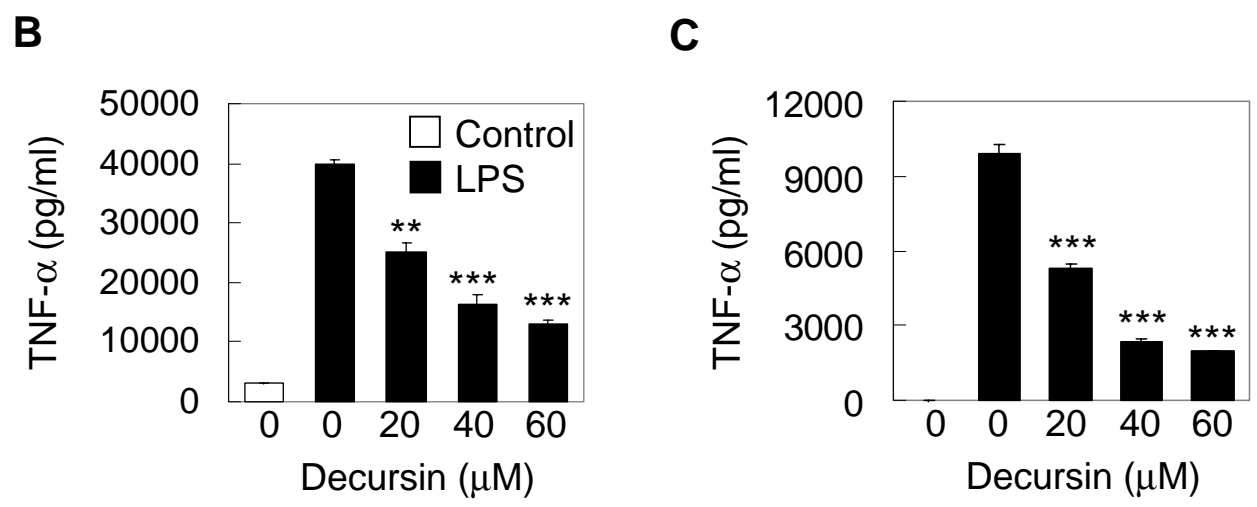 B
TNF-α (pg/ml)
50000
40000
30000
20000
10000
0
Control
LPS
**
***
***
0 0 20 40 60
Decursin (μM)
C
TNF-α (pg/ml)
12000
9000
6000
3000
0
***
***
***
0 0 20 40 60
Decursin (μM)